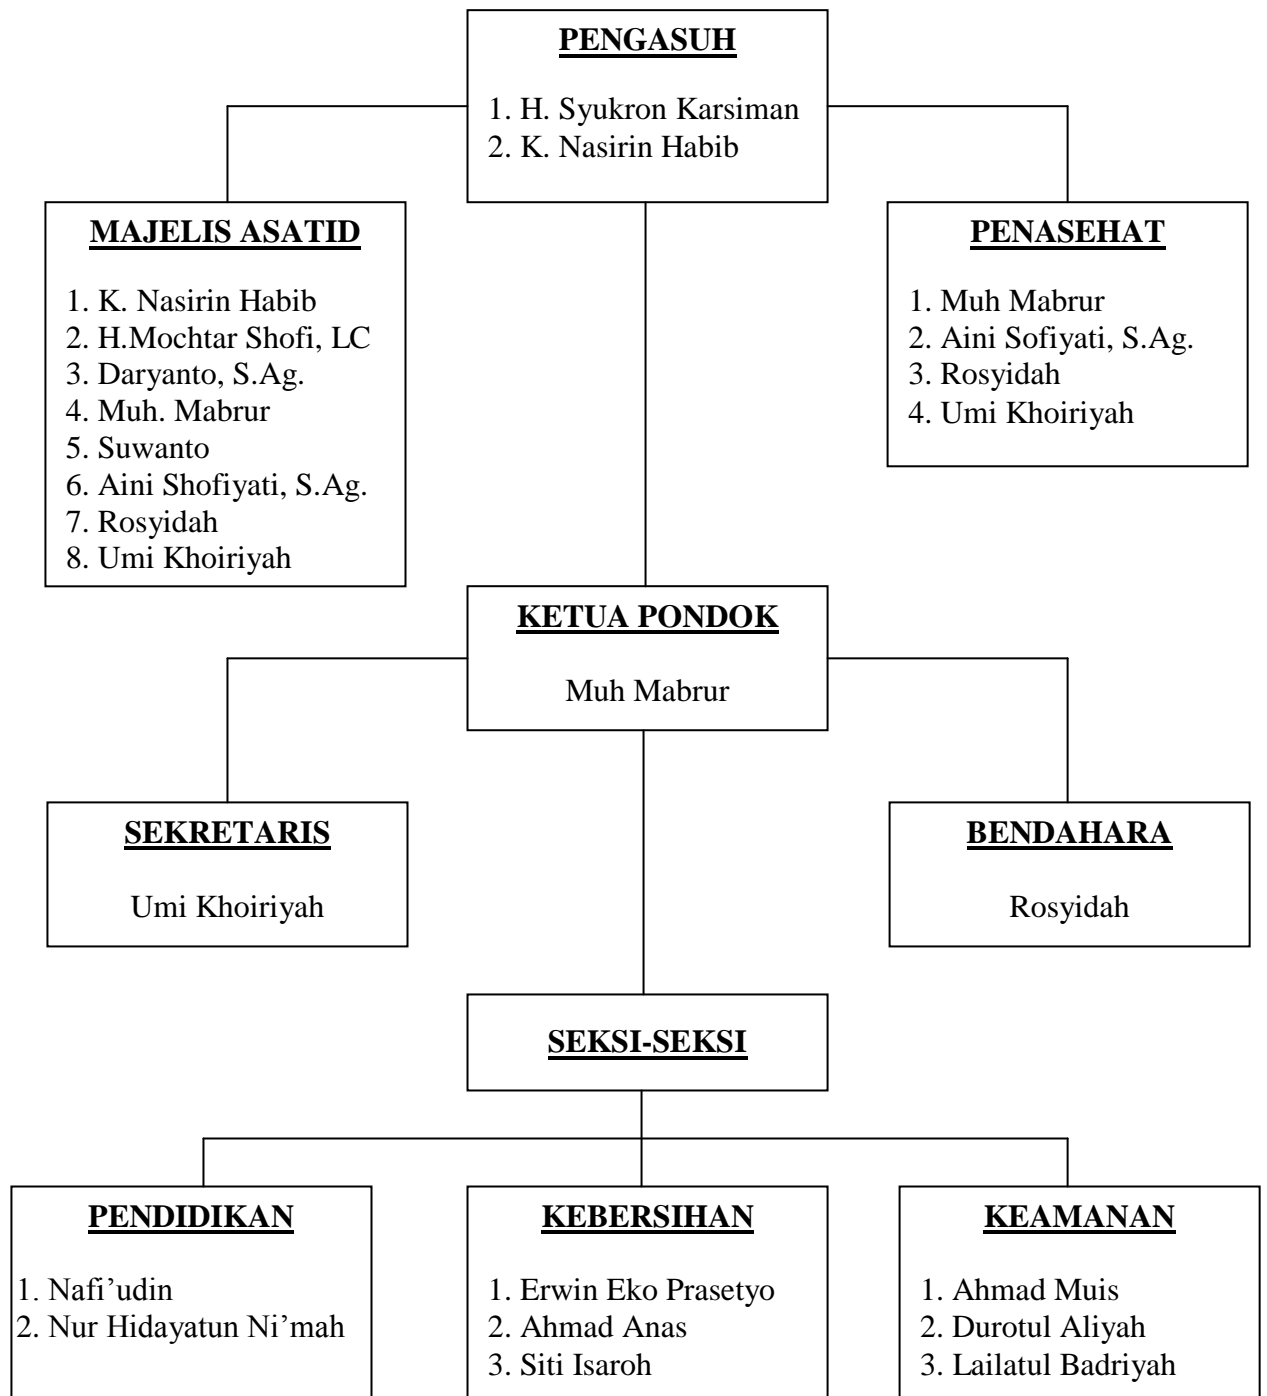 PENGASUH
1. H. Syukron Karsiman
2. K. Nasirin Habib
MAJELIS ASATID
1. K. Nasirin Habib
2. H.Mochtar Shofi, LC
3. Daryanto, S.Ag.
4. Muh. Mabrur
5. Suwanto
6. Aini Shofiyati, S.Ag.
7. Rosyidah
8. Umi Khoiriyah
PENASEHAT
1. Muh Mabrur
2. Aini Sofiyati, S.Ag.
3. Rosyidah
4. Umi Khoiriyah
KETUA PONDOK
Muh Mabrur
SEKRETARIS
Umi Khoiriyah
BENDAHARA
Rosyidah
SEKSI-SEKSI
PENDIDIKAN
1. Nafi’udin
2. Nur Hidayatun Ni’mah
KEBERSIHAN
1. Erwin Eko Prasetyo
2. Ahmad Anas
3. Siti Isaroh
KEAMANAN
1. Ahmad Muis
2. Durotul Aliyah
3. Lailatul Badriyah